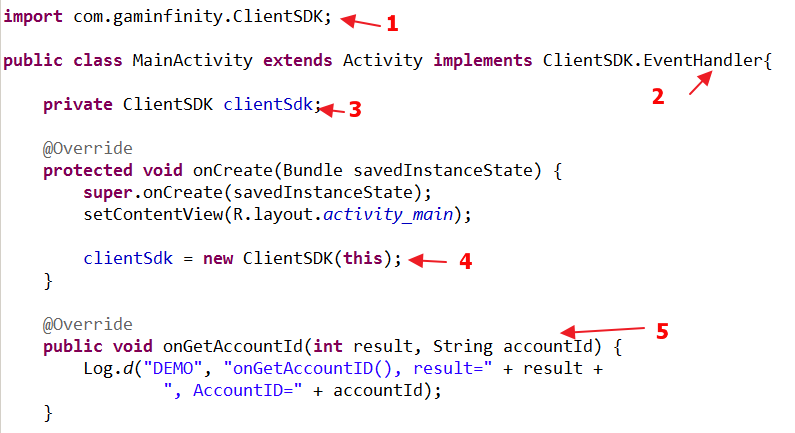 import com.gaminfinity.ClientSDK; 1
public class MainActivity extends Activity implements ClientSDK.EventHandler{
2
private ClientSDK clientSdk; 3
@Override
protected void onCreate(Bundle savedInstanceState) {
super.onCreate(savedInstanceState);
setContentView(R.layout.activity_main);
clientSdk = new ClientSDK(this); 4
}
@Override
5
public void onGetAccountId(int result, String accountId) {
Log.d("DEMO", "onGetAccountID(), result=" + result +
", AccountID=" + accountId);
}